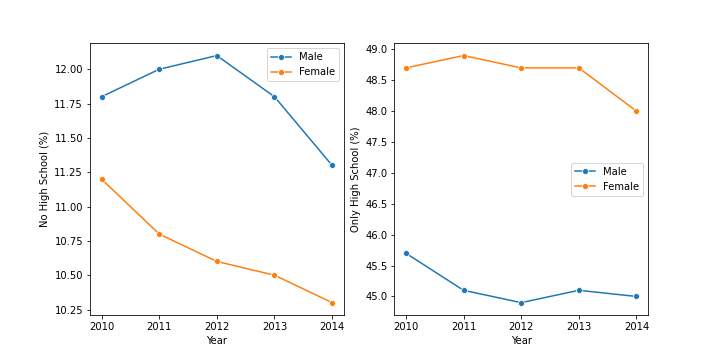 No High School (%)
12.00
11.75
11.50
11.25
11.00
10.75
10.50
10.25
Male
Female
2010 2011 2012 2013 2014
Year
Only High School (%)
49.0
48.5
48.0
47.5
47.0
46.5
46.0
45.5
45.0
Male
Female
2010 2011 2012 2013 2014
Year